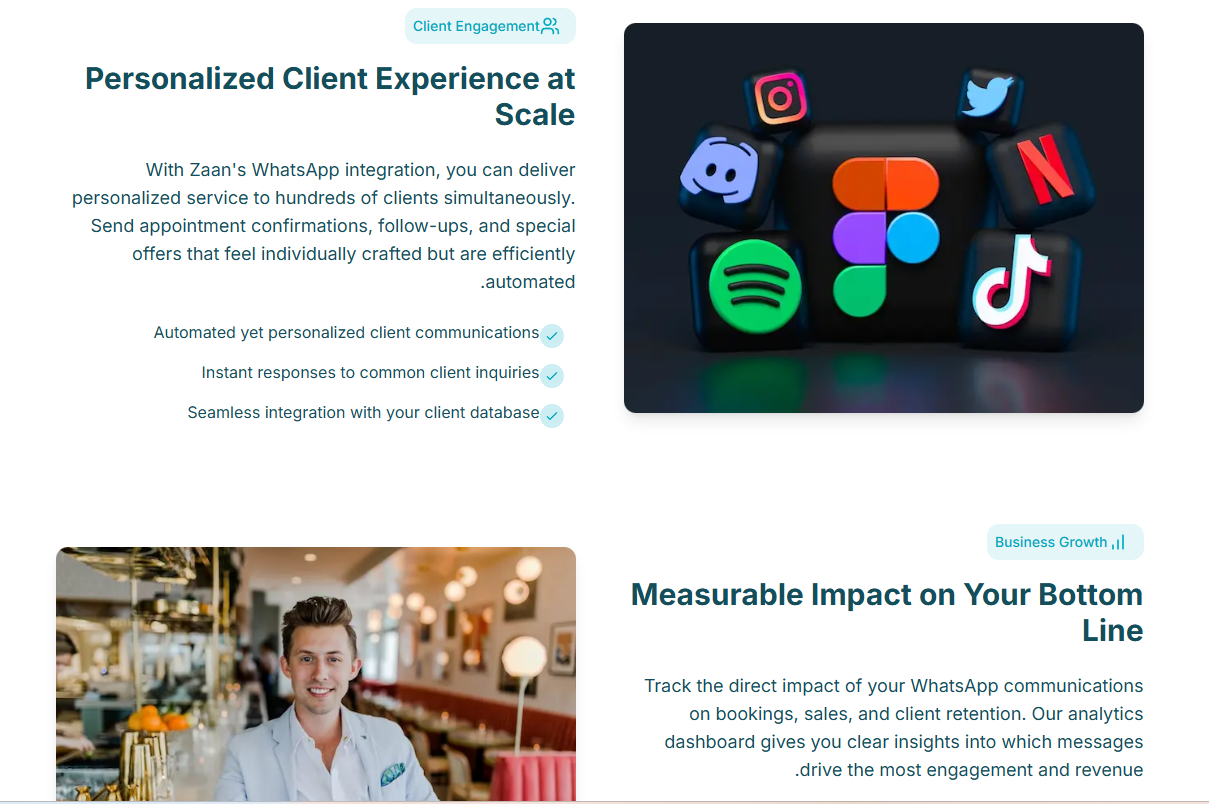 Client Engagement
Personalized Client Experience at
Scale
With Zaan's WhatsApp integration, you can deliver
personalized service to hundreds of clients simultaneously.
Send appointment confirmations, follow-ups, and special
offers that feel individually crafted but are efficiently
.automated
Automated yet personalized client communications
Instant responses to common client inquiries
Seamless integration with your client database
Business Growth
Measurable Impact on Your Bottom
Line
Track the direct impact of your WhatsApp communications
on bookings, sales, and client retention. Our analytics
dashboard gives you clear insights into which messages
.drive the most engagement and revenue